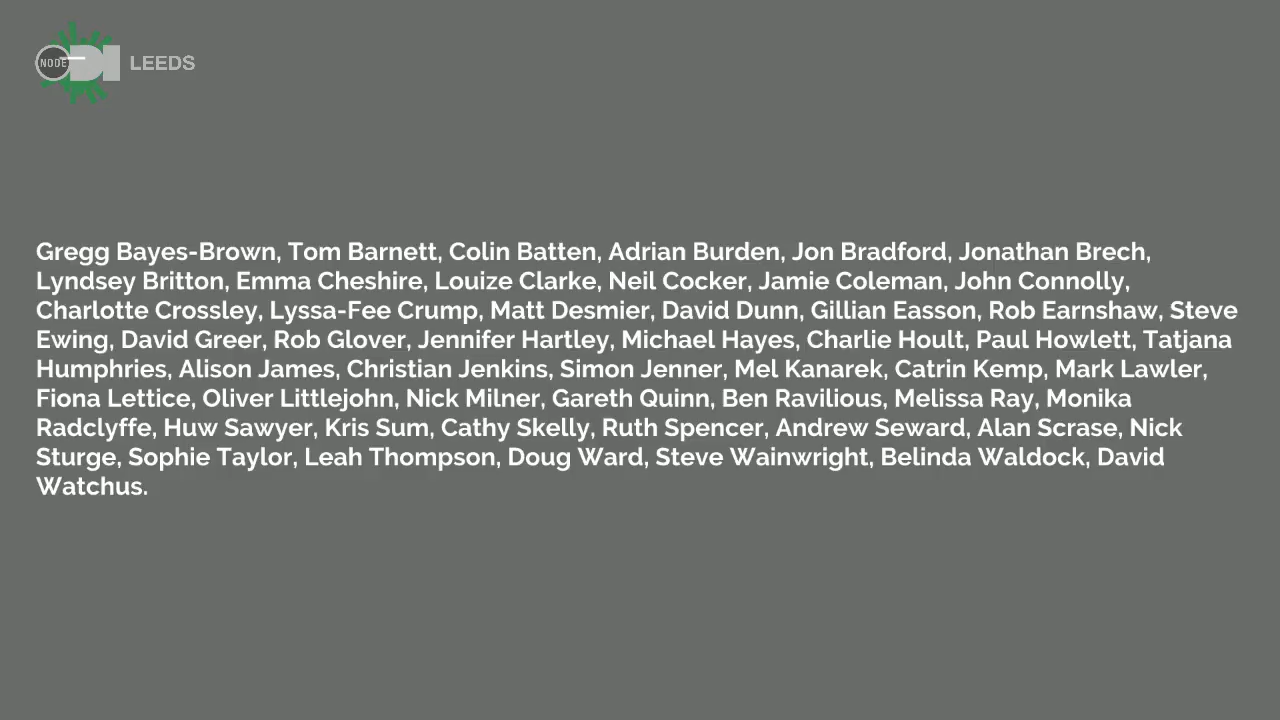 NODE
ODI LEEDS
Gregg Bayes-Brown, Tom Barnett, Colin Batten, Adrian Burden, Jon Bradford, Jonathan Brech,
Lyndsey Britton, Emma Cheshire, Louize Clarke, Neil Cocker, Jamie Coleman, John Connolly,
Charlotte Crossley, Lyssa-Fee Crump, Matt Desmier, David Dunn, Gillian Easson, Rob Earnshaw, Steve
Ewing, David Greer, Rob Glover, Jennifer Hartley, Michael Hayes, Charlie Hoult, Paul Howlett, Tatjana
Humphries, Alison James, Christian Jenkins, Simon Jenner, Mel Kanarek, Catrin Kemp, Mark Lawler,
Fiona Lettice, Oliver Littlejohn, Nick Milner, Gareth Quinn, Ben Ravilious, Melissa Ray, Monika
Radclyffe, Huw Sawyer, Kris Sum, Cathy Skelly, Ruth Spencer, Andrew Seward, Alan Scrase, Nick
Sturge, Sophie Taylor, Leah Thompson, Doug Ward, Steve Wainwright, Belinda Waldock, David
Watchus.